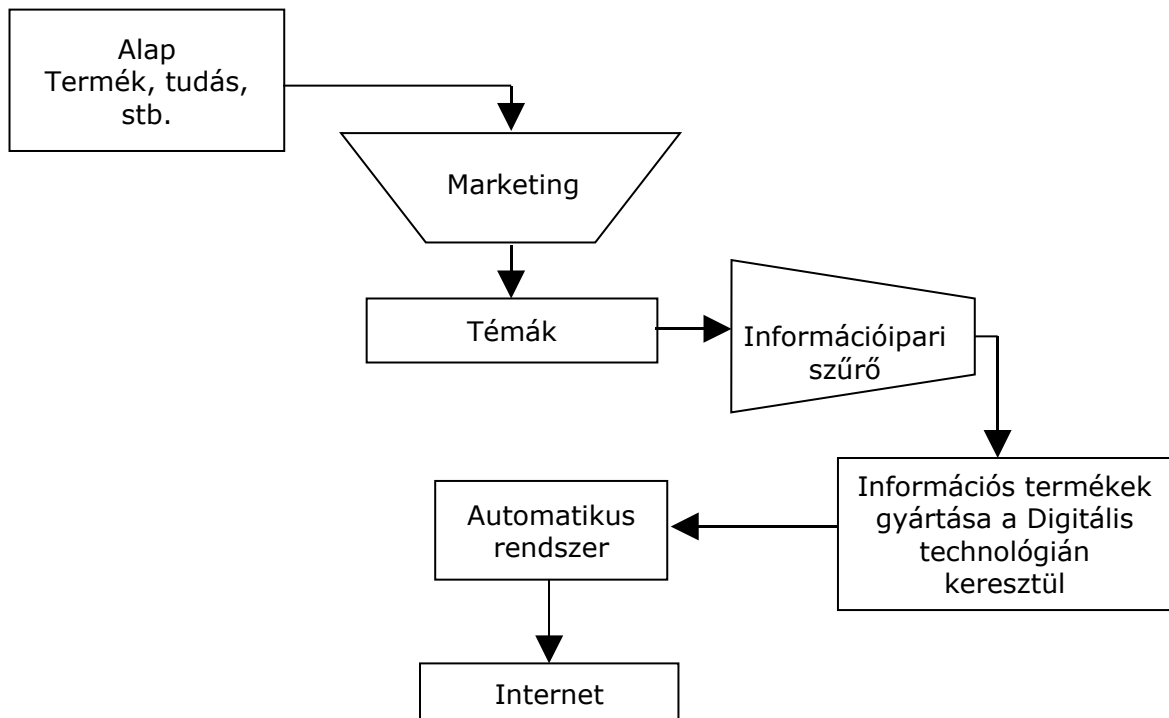 Alap
Termék, tudás,
stb.
Marketing
Témák
Információipari
szűrő
Információs termékek
gyártása a Digitális
technológián
keresztül
Automatikus
rendszer
Internet